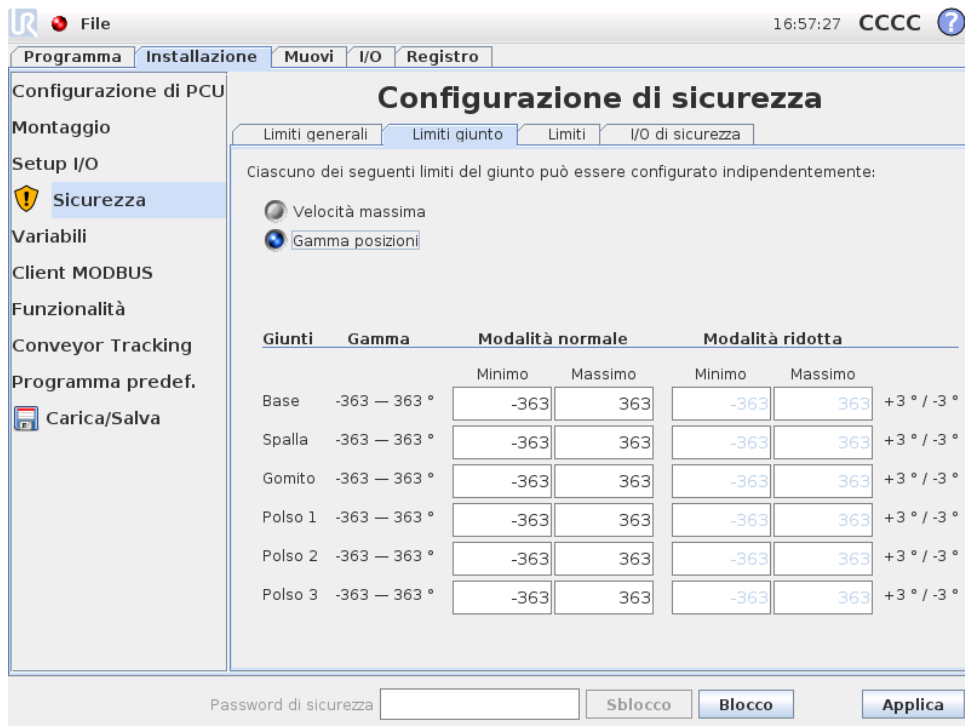 UR File 16:57:27 CCCC ?
Programma Installazione Muovi I/O Registro
Configurazione di PCU
Montaggio
Setup I/O
Sicurezza
Variabili
Client MODBUS
Funzionalità
Conveyor Tracking
Programma predef.
Carica/Salva
Configurazione di sicurezza
Limiti generali Limiti giunto Limiti I/O di sicurezza
Ciascuno dei seguenti limiti del giunto può essere configurato indipendentemente:
Velocità massima
Gamma posizioni
Giunti Gamma Modalità normale Modalità ridotta
Minimo Massimo Minimo Massimo
Base -363 — 363 ° -363 363 -363 363 +3 ° / -3 °
Spalla -363 — 363 ° -363 363 -363 363 +3 ° / -3 °
Gomito -363 — 363 ° -363 363 -363 363 +3 ° / -3 °
Polso 1 -363 — 363 ° -363 363 -363 363 +3 ° / -3 °
Polso 2 -363 — 363 ° -363 363 -363 363 +3 ° / -3 °
Polso 3 -363 — 363 ° -363 363 -363 363 +3 ° / -3 °
Password di sicurezza Sblocco Blocco Applica